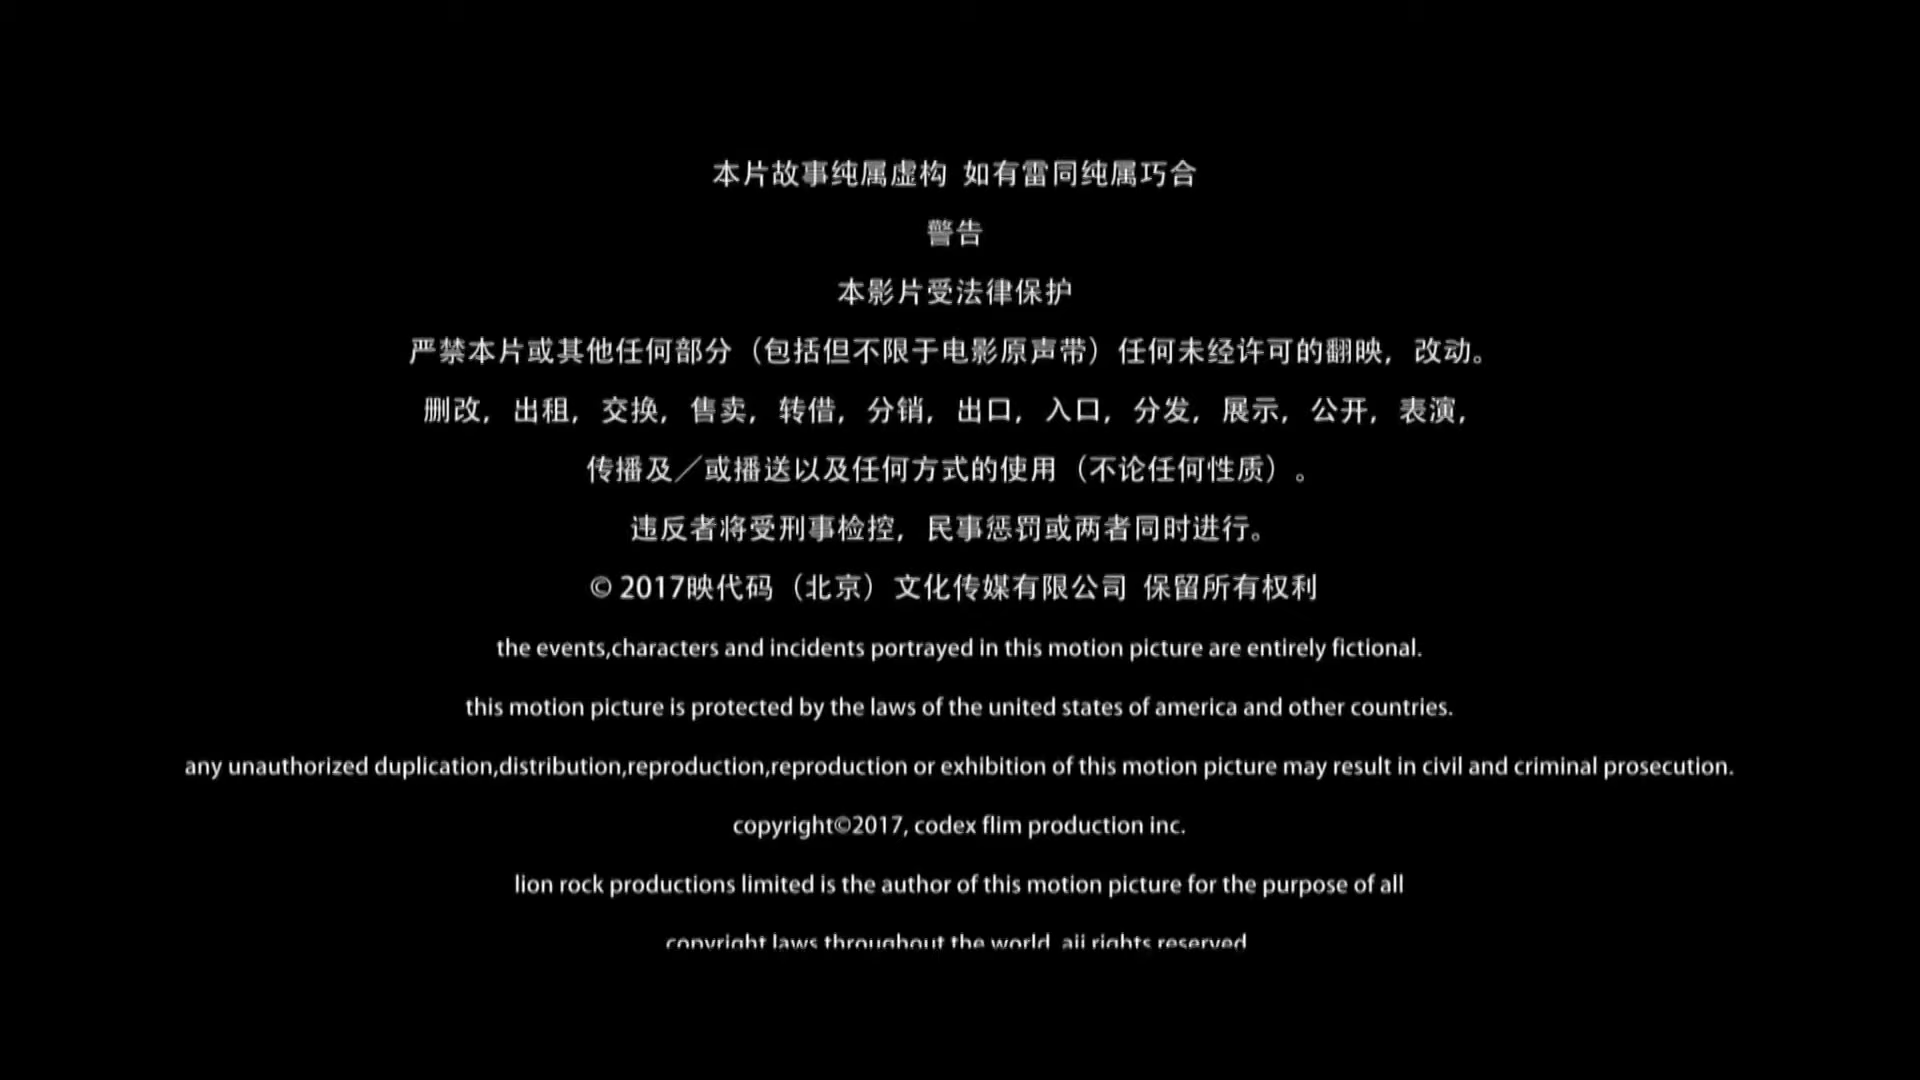 本片故事纯属虚构 如有雷同纯属巧合
警告
本影片受法律保护
严禁本片或其他任何部分（包括但不限于电影原声带）任何未经许可的翻映，改动。
删改，出租，交换，售卖，转借，分销，出口，入口，分发，展示，公开，表演，
传播及／或播送以及任何方式的使用（不论任何性质）。
违反者将受刑事检控，民事惩罚或两者同时进行。
© 2017映代码（北京）文化传媒有限公司 保留所有权利
the events,characters and incidents portrayed in this motion picture are entirely fictional.
this motion picture is protected by the laws of the united states of america and other countries.
any unauthorized duplication,distribution,reproduction,reproduction or exhibition of this motion picture may result in civil and criminal prosecution.
copyright©2017, codex flim production inc.
lion rock productions limited is the author of this motion picture for the purpose of all
copyright laws throughout the world. aii rights reserved